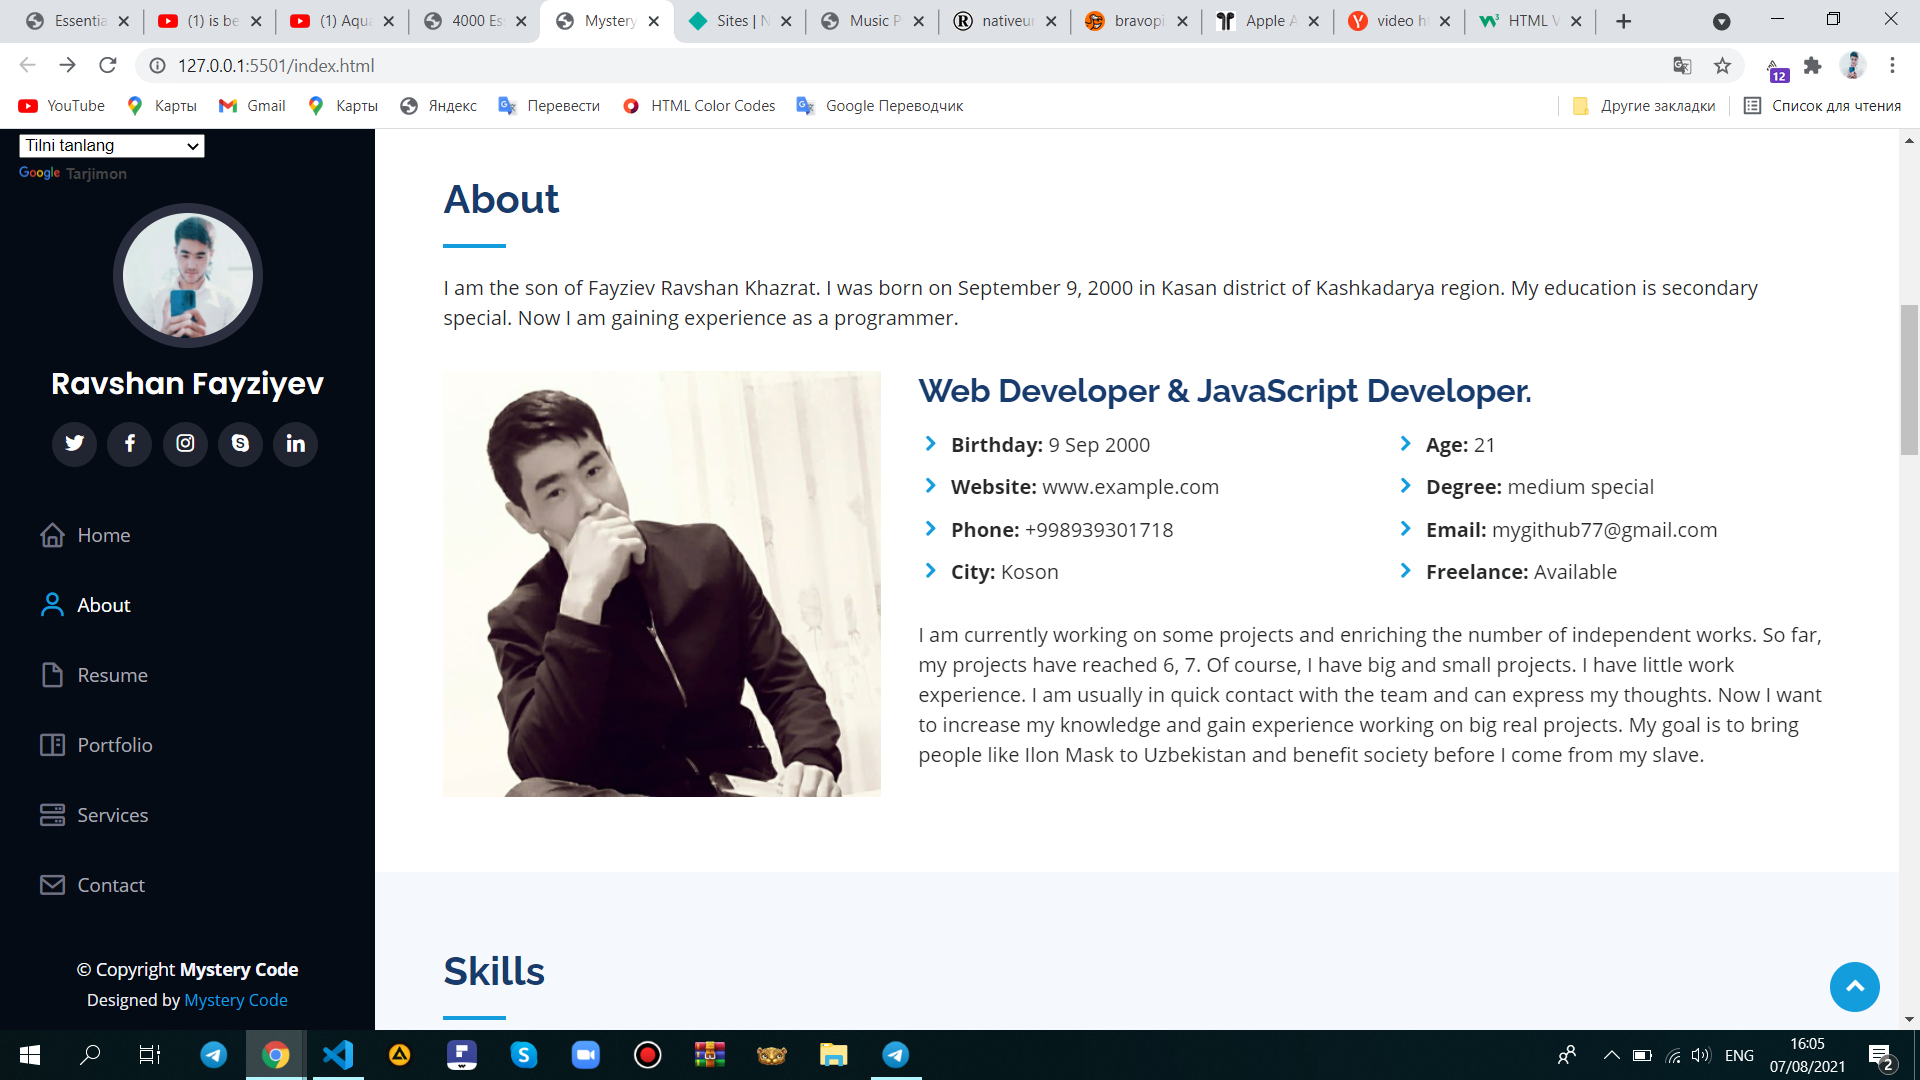 Essentia
(1) is be
(1) Aqua
4000 Es
Mystery
Sites | N
Music P
nativeur
bravopi
Apple A
video h
HTML V
127.0.0.1:5501/index.html
12
YouTube
Карты
Gmail
Карты
Яндекс
Перевести
HTML Color Codes
Google Переводчик
Другие закладки
Список для чтения
Tilni tanlang
Google Tarjimon
Ravshan Fayziyev
Home
About
Resume
Portfolio
Services
Contact
© Copyright Mystery Code
Designed by Mystery Code
About
I am the son of Fayziev Ravshan Khazrat. I was born on September 9, 2000 in Kasan district of Kashkadarya region. My education is secondary
special. Now I am gaining experience as a programmer.
Web Developer & JavaScript Developer.
Birthday: 9 Sep 2000
Age: 21
Website: www.example.com
Degree: medium special
Phone: +998939301718
Email: mygithub77@gmail.com
City: Koson
Freelance: Available
I am currently working on some projects and enriching the number of independent works. So far,
my projects have reached 6, 7. Of course, I have big and small projects. I have little work
experience. I am usually in quick contact with the team and can express my thoughts. Now I want
to increase my knowledge and gain experience working on big real projects. My goal is to bring
people like Ilon Mask to Uzbekistan and benefit society before I come from my slave.
Skills
ENG
16:05
07/08/2021
2